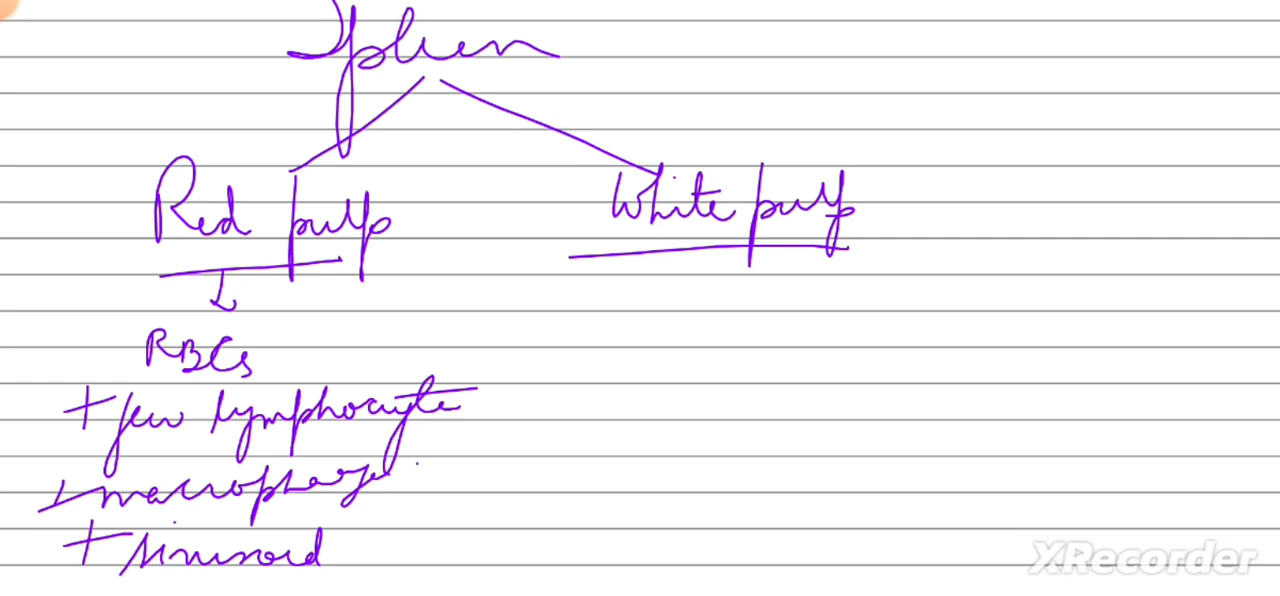 Spleen
Red pulp White pulp
RBCs
+ few lymphocyte
+ macrophage
+ sinusoid
XRecorder